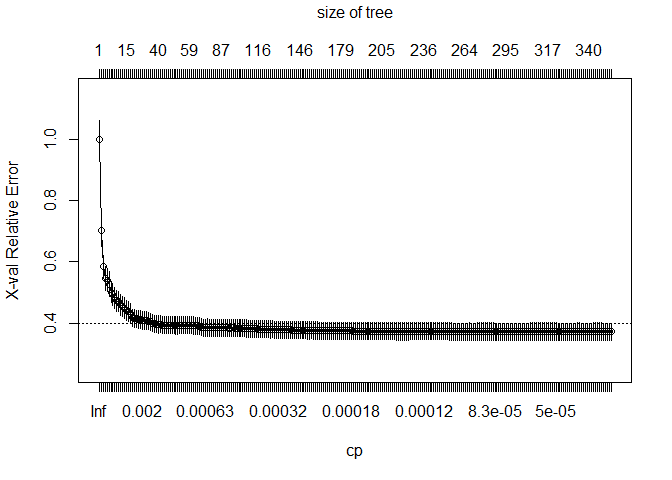 size of tree
1 15 40 59 87 116 146 179 205 236 264 295 317 340
X-val Relative Error
1.0
0.8
0.6
0.4
Inf 0.002 0.00063 0.00032 0.00018 0.00012 8.3e-05 5e-05
cp